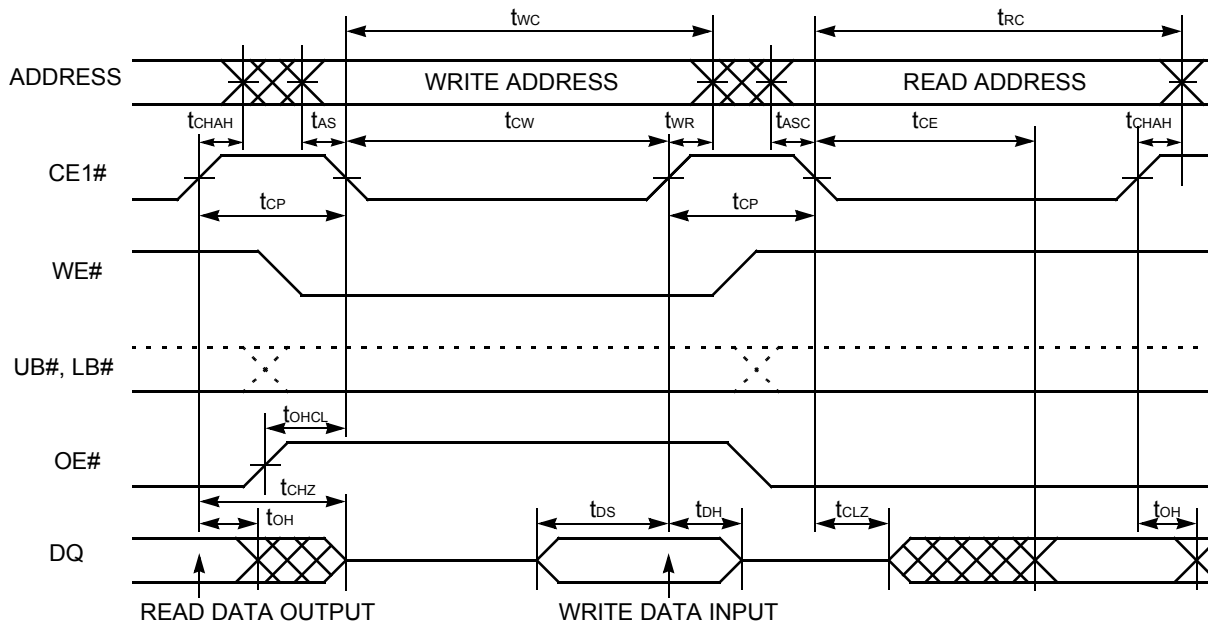 tWC tRC
ADDRESS WRITE ADDRESS READ ADDRESS
tCHAH tAS tCW tWR tASC tCE tCHAH
CE1#
tCP tCP
WE#
UB#, LB#
tOHCL
OE#
tCHZ
tOH tDS tDH tCLZ tOH
DQ
READ DATA OUTPUT WRITE DATA INPUT